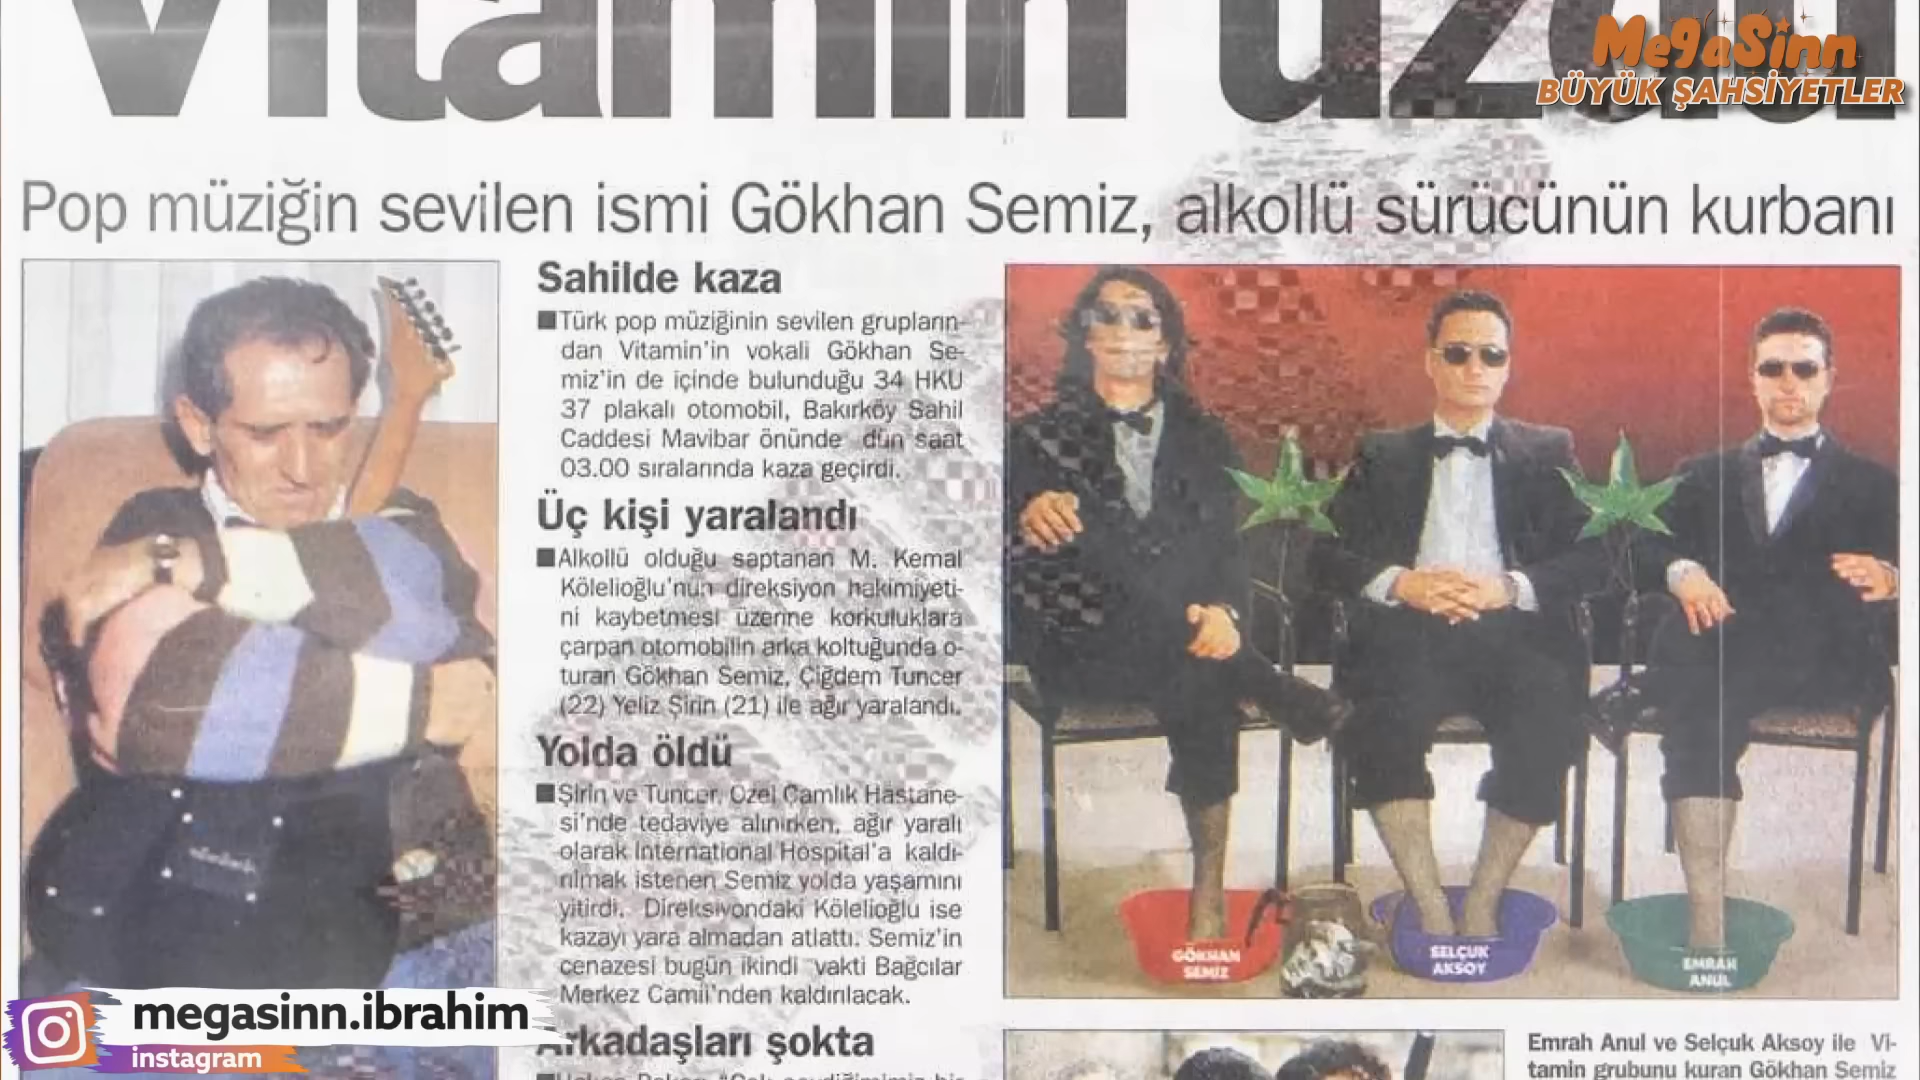 Vitamin üzdü
MegaSinn
BÜYÜK ŞAHSİYETLER
Pop müziğin sevilen ismi Gökhan Semiz, alkollü sürücünün kurbanı
Sahilde kaza
■Türk pop müziğinin sevilen grupların-
dan Vitamin'in vokali Gökhan Se-
miz'in de içinde bulunduğu 34 HKU
37 plakalı otomobil, Bakırköy Sahil
Caddesi Mavibar önünde dün saat
03.00 sıralarında kaza geçirdi.
Üç kişi yaralandı
■Alkollü olduğu saptanan M. Kemal
Kölelioğlu'nun direksiyon hakimiyeti-
ni kaybetmesi üzerine korkuluklara
çarpan otomobilin arka koltuğunda o-
turan Gökhan Semiz, Çiğdem Tuncer
(22) Yeliz Şirin (21) ile ağır yaralandı.
Yolda öldü
■Şirin ve Tuncer, Özel Çamlık Hastane-
si'nde tedaviye alınırken, ağır yaralı
olarak International Hospital'a kaldı-
rılmak istenen Semiz yolda yaşamını
yitirdi. Direksiyondaki Kölelioğlu ise
kazayı yara almadan atlattı. Semiz'in
cenazesi bugün ikindi vakti Bağcılar
Merkez Camii'nden kaldırılacak.
Arkadaşları şokta
GÖKHAN
SEMİZ
SELÇUK
AKSOY
EMRAH
ANUL
Emrah Anul ve Selçuk Aksoy ile Vi-
tamin grubunu kuran Gökhan Semiz
megasinn.ibrahim
instagram